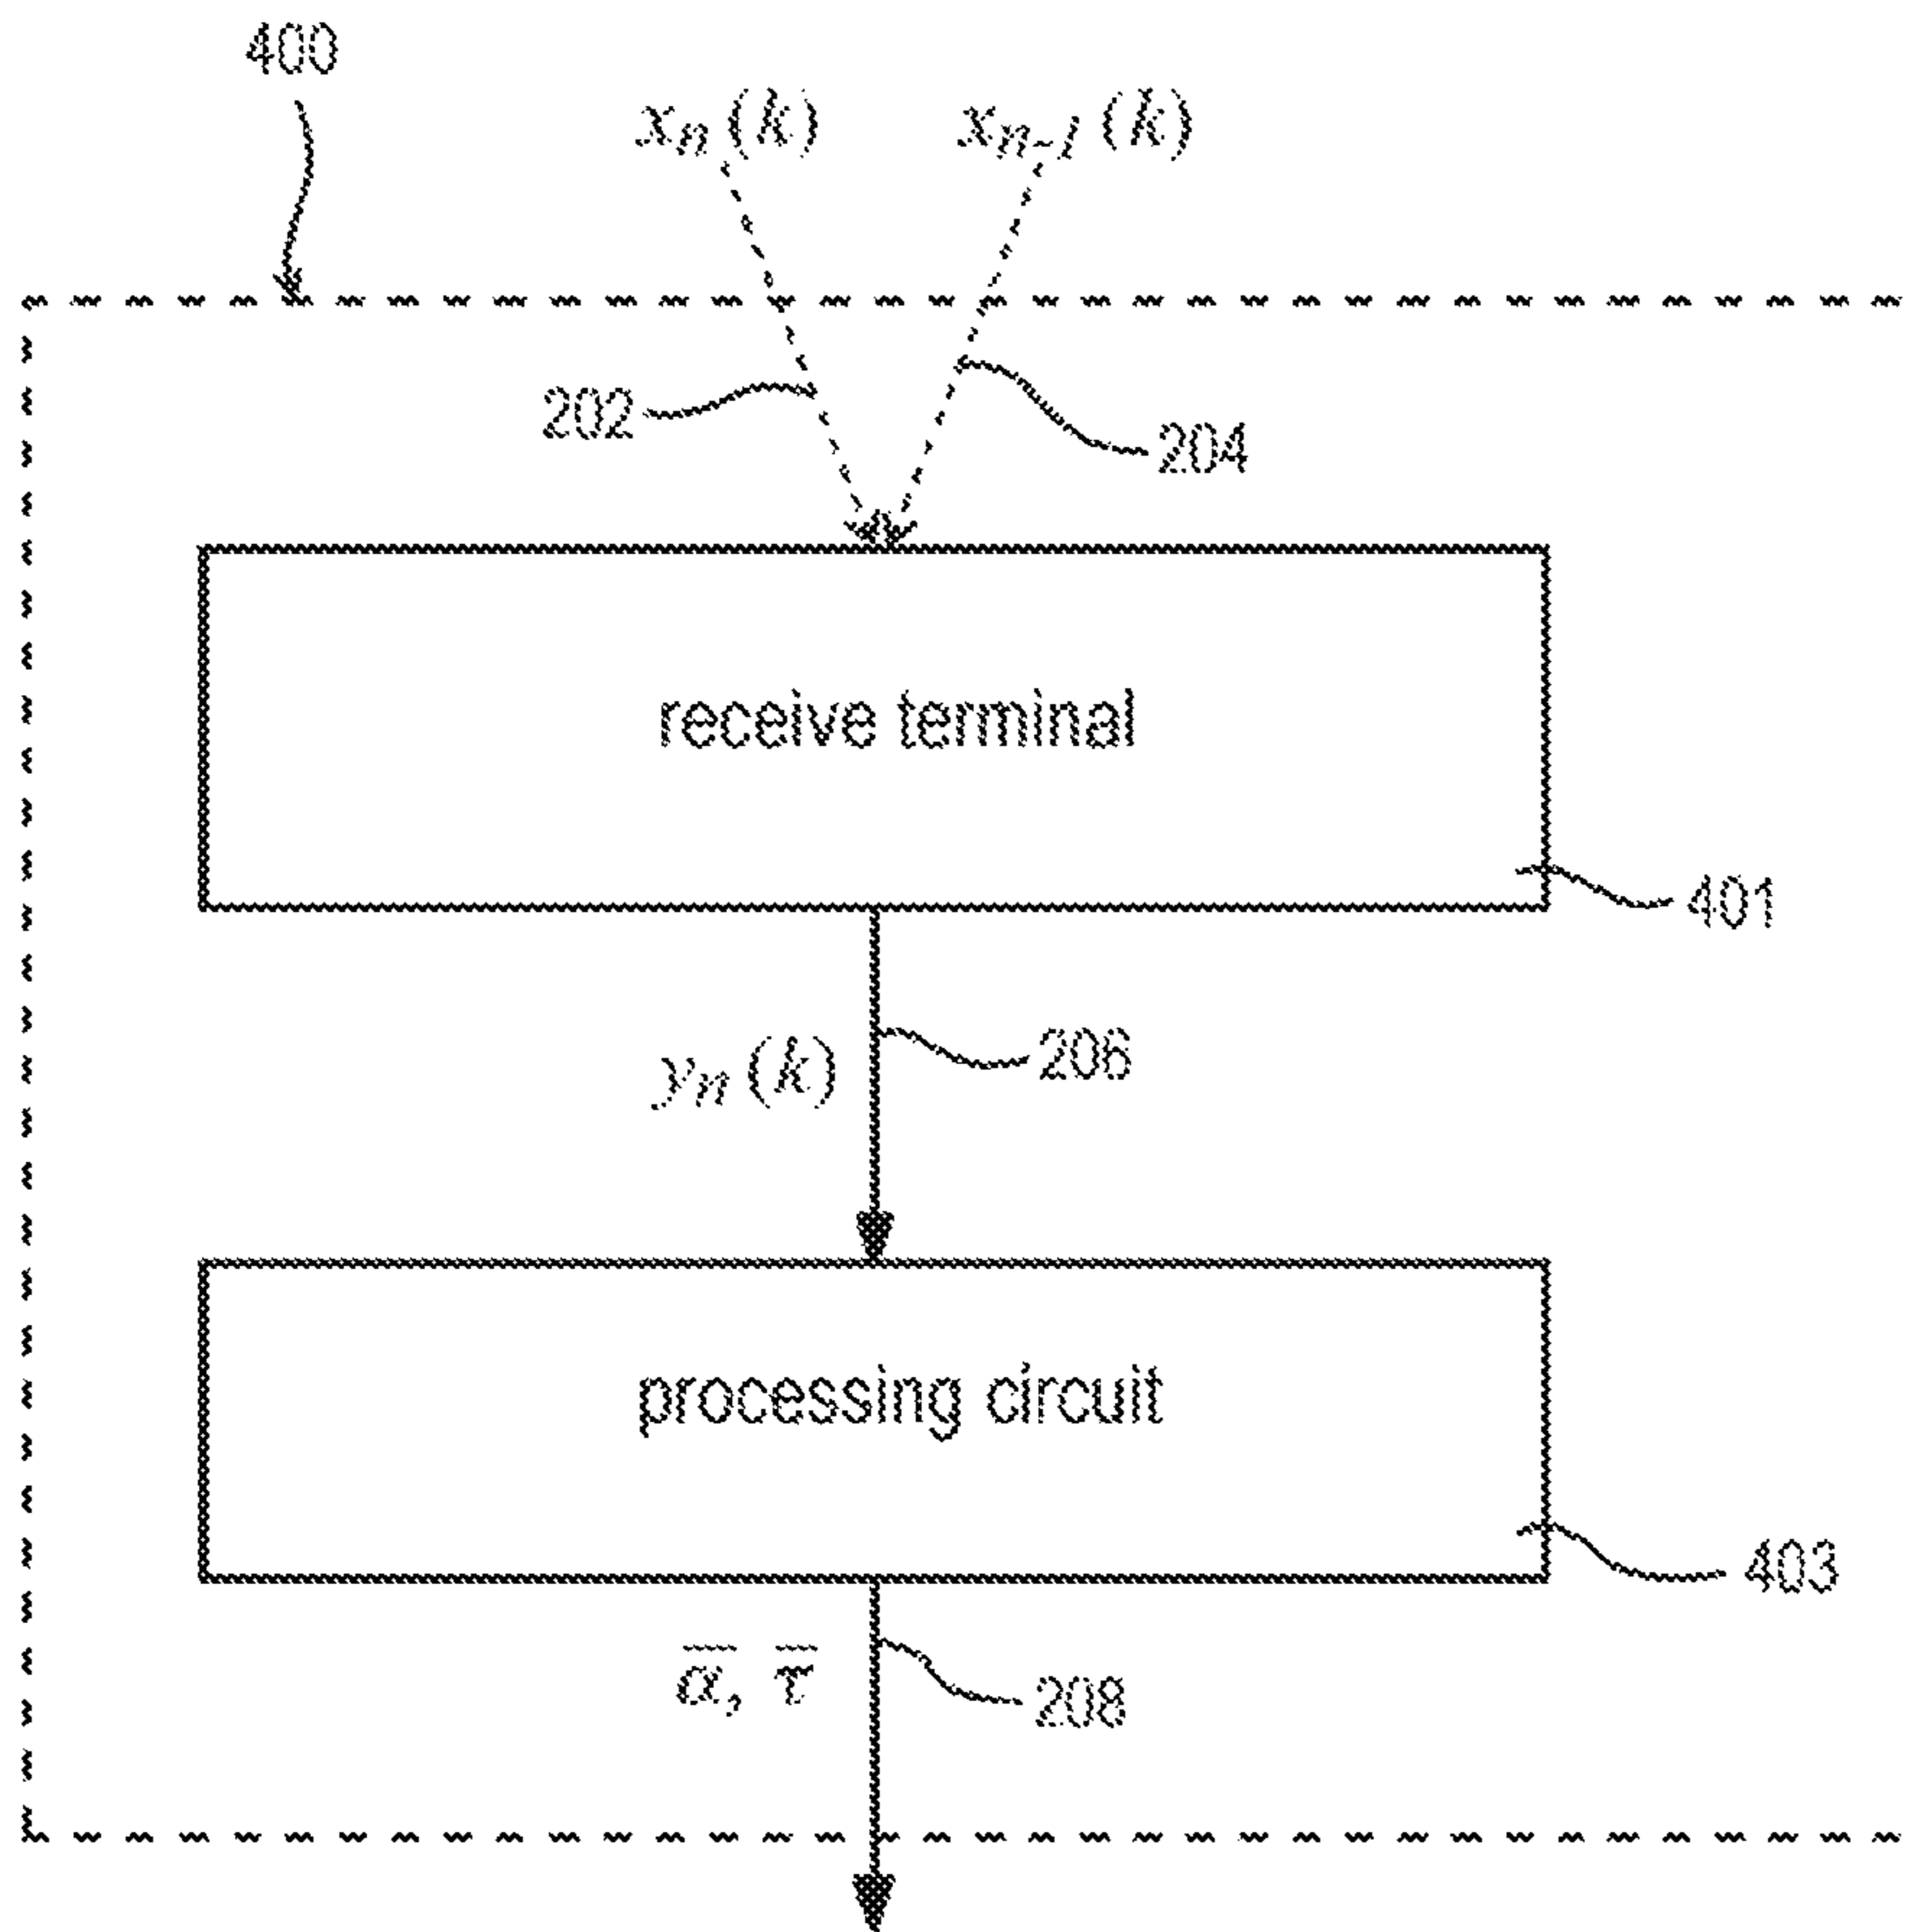 400
xₙ(k) xₙ₋₁(k)
202
204
receive terminal
401
yₙ(k)
206
processing circuit
403
α̅, τ̅
208